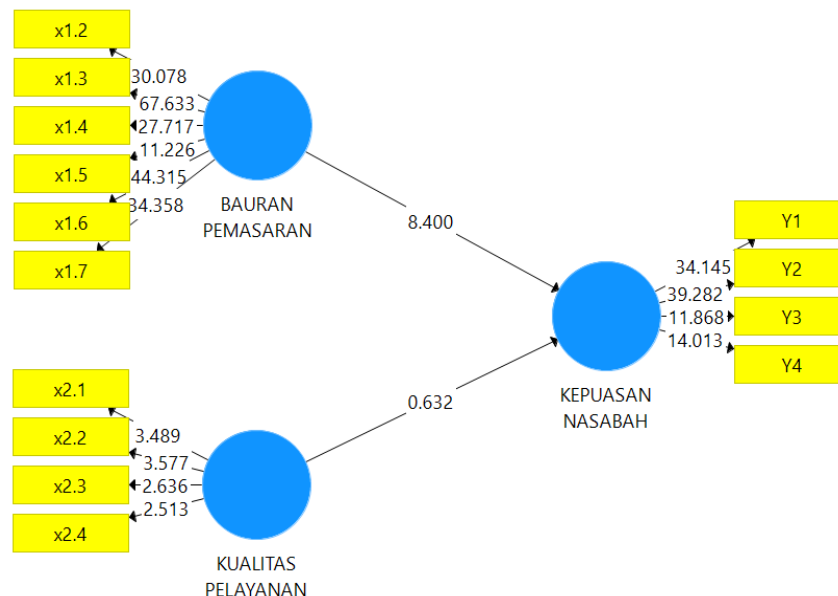 x1.2
x1.3
x1.4
x1.5
x1.6
x1.7
30.078
67.633
27.717
11.226
44.315
34.358
BAURAN
PEMASARAN
8.400
x2.1
x2.2
x2.3
x2.4
3.489
3.577
2.636
2.513
KUALITAS
PELAYANAN
0.632
KEPUASAN
NASABAH
34.145
39.282
11.868
14.013
Y1
Y2
Y3
Y4